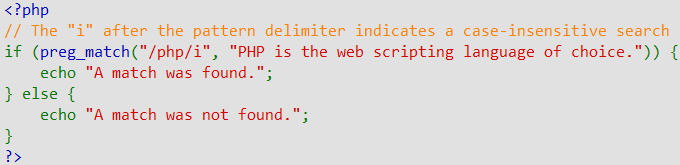 <?php
// The "i" after the pattern delimiter indicates a case-insensitive search
if (preg_match("/php/i", "PHP is the web scripting language of choice.")) {
    echo "A match was found.";
} else {
    echo "A match was not found.";
}
?>